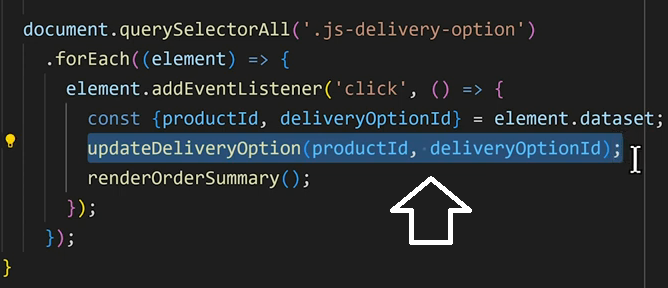 document.querySelectorAll('.js-delivery-option')
.forEach((element) => {
element.addEventListener('click', () => {
const {productId, deliveryOptionId} = element.dataset;
updateDeliveryOption(productId, deliveryOptionId);
renderOrderSummary();
});
});
}